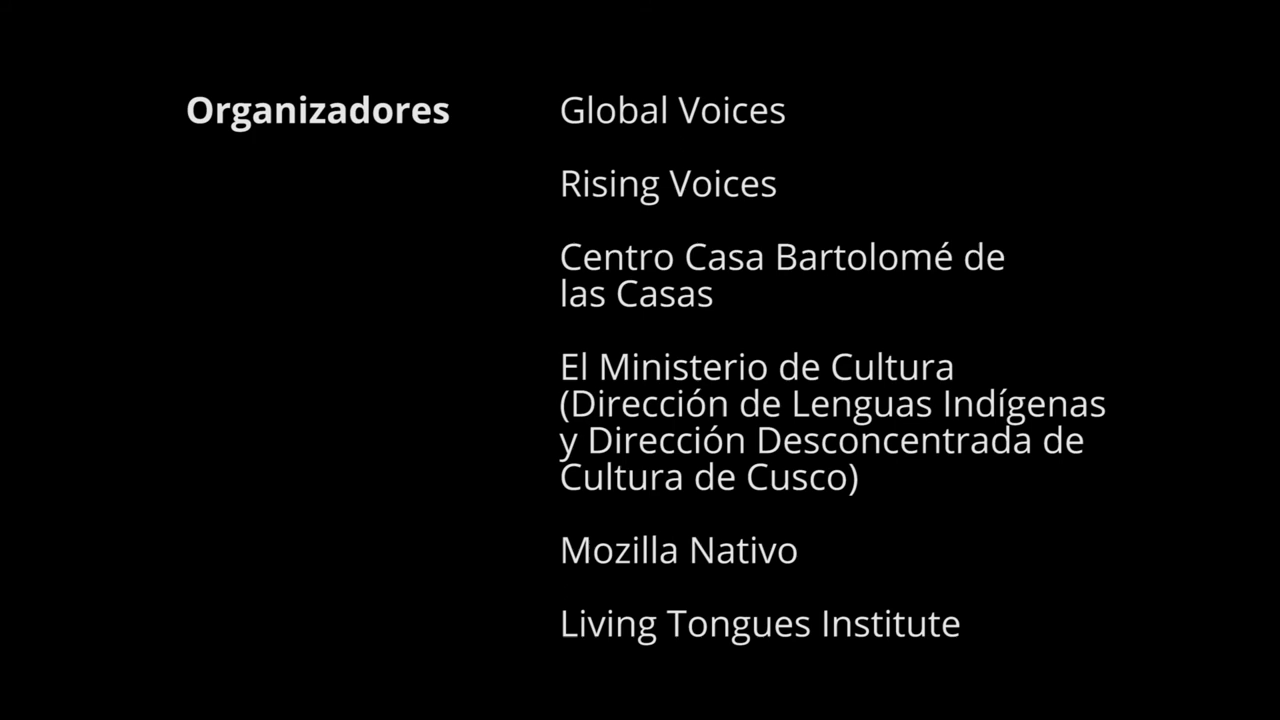 Organizadores
Global Voices
Rising Voices
Centro Casa Bartolomé de
las Casas
El Ministerio de Cultura
(Dirección de Lenguas Indígenas
y Dirección Desconcentrada de
Cultura de Cusco)
Mozilla Nativo
Living Tongues Institute